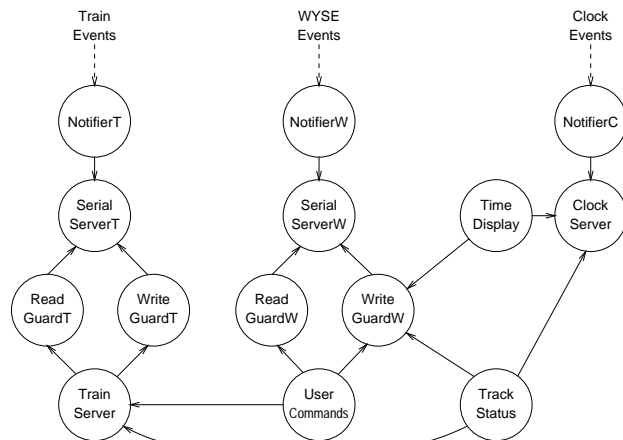 Train
Events
WYSE
Events
Clock
Events
NotifierT
NotifierW
NotifierC
Serial
ServerT
Serial
ServerW
Time
Display
Clock
Server
Read
GuardT
Write
GuardT
Read
GuardW
Write
GuardW
Train
Server
User
Commands
Track
Status